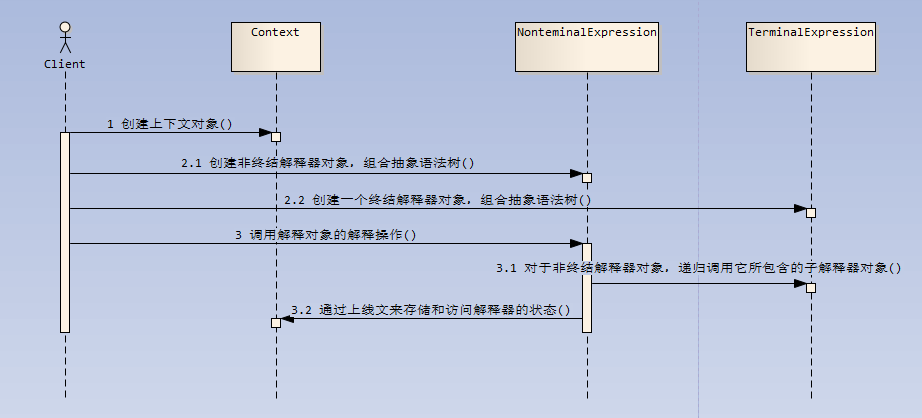 Client
Context
NonteminalExpression
TerminalExpression
1 创建上下文对象()
2.1 创建非终结解释器对象，组合抽象语法树()
2.2 创建一个终结解释器对象，组合抽象语法树()
3 调用解释对象的解释操作()
3.1 对于非终结解释器对象，递归调用它所包含的子解释器对象()
3.2 通过上线文来存储和访问解释器的状态()